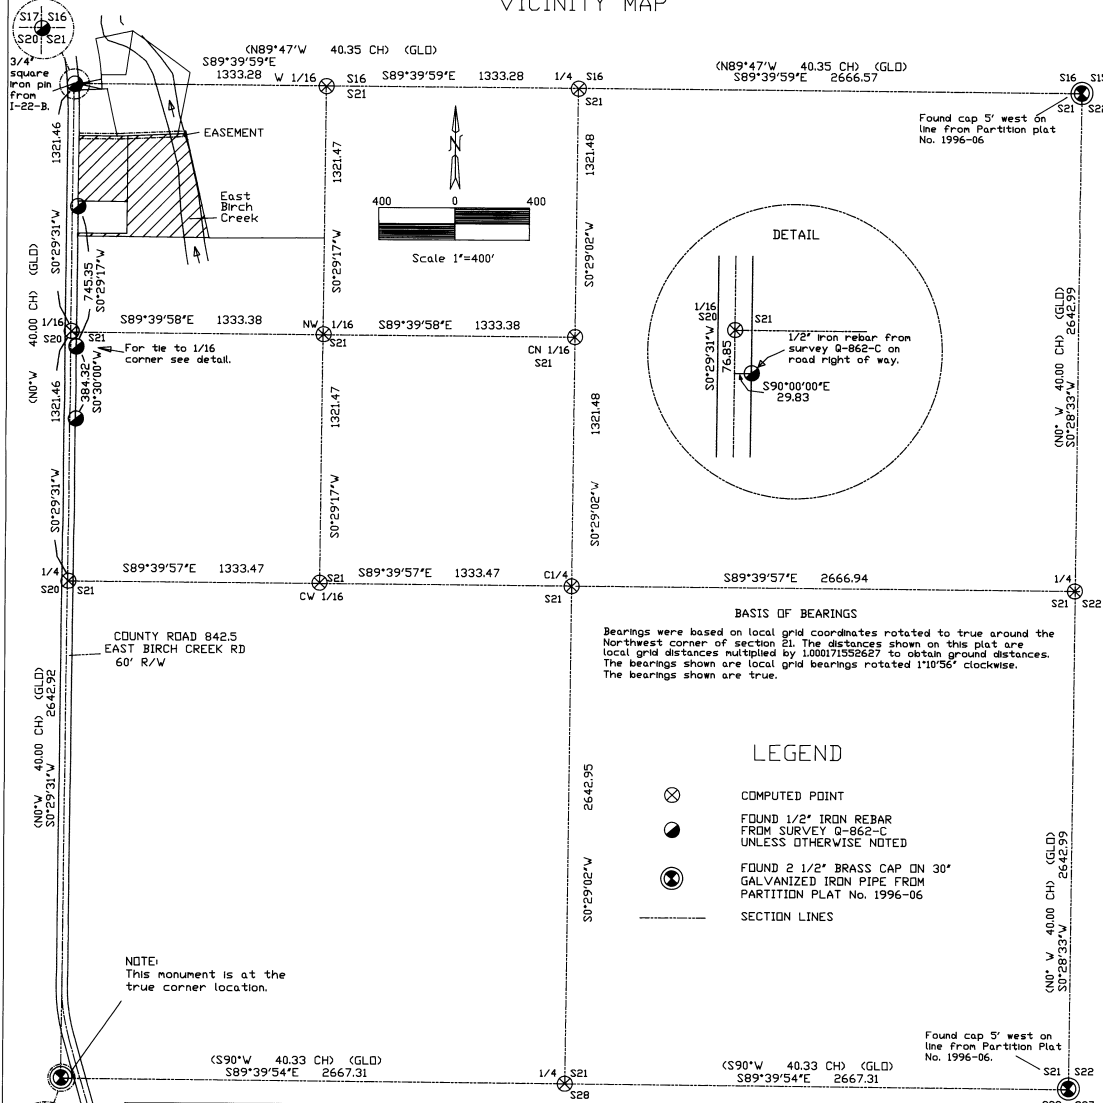 VICINITY MAP
S17 S16
S20 S21
3/4"
square
iron pin
from
I-22-B.
(N89°47'W 40.35 CH) (GLO)
S89°39'59"E
1333.28
W 1/16
S16
S21
S89°39'59"E 1333.28
1/4 S16
S21
(N89°47'W 40.35 CH) (GLO)
S89°39'59"E 2666.57
S16
S21
Found cap 5' west on
line from Partition plat
No. 1996-06
EASEMENT
East
Birch
Creek
1321.46
S0°29'31"W
(N0°W 40.00 CH) (GLO)
1321.47
S0°29'17"W
1321.48
S0°29'02"W
N
400 0 400
Scale 1"=400'
DETAIL
1/16
S20
S21
S0°29'31"W
76.85
1/2" iron rebar from
survey Q-862-C on
road right of way.
S90°00'00"E
29.83
(N0° W 40.00 CH) (GLO)
S0°28'33"W 2642.99
745.35
S0°29'17"W
1/16
S20 S21
S89°39'58"E 1333.38
NW 1/16
S21
S89°39'58"E 1333.38
CN 1/16
S21
For tie to 1/16
corner see detail.
384.32
S0°30'00"W
1321.46
S0°29'31"W
1321.47
S0°29'17"W
1321.48
S0°29'02"W
1/4
S20 S21
S89°39'57"E 1333.47
S21
CW 1/16
S89°39'57"E 1333.47
C1/4
S21
S89°39'57"E 2666.94
1/4
S21 S22
COUNTY ROAD 842.5
EAST BIRCH CREEK RD
60' R/W
BASIS OF BEARINGS
Bearings were based on local grid coordinates rotated to true around the
Northwest corner of section 21. The distances shown on this plat are
local grid distances multiplied by 1.000171552627 to obtain ground distances.
The bearings shown are local grid bearings rotated 1°10'56" clockwise.
The bearings shown are true.
(N0°W 40.00 CH) (GLO)
S0°29'31"W 2642.92
2642.95
S0°29'02"W
LEGEND
COMPUTED POINT
FOUND 1/2" IRON REBAR
FROM SURVEY Q-862-C
UNLESS OTHERWISE NOTED
FOUND 2 1/2" BRASS CAP ON 30"
GALVANIZED IRON PIPE FROM
PARTITION PLAT No. 1996-06
SECTION LINES
(N0° W 40.00 CH) (GLO)
S0°28'33"W 2642.99
NOTE:
This monument is at the
true corner location.
(S90°W 40.33 CH) (GLO)
S89°39'54"E 2667.31
1/4 S21
S28
(S90°W 40.33 CH) (GLO)
S89°39'54"E 2667.31
Found cap 5' west on
line from Partition Plat
No. 1996-06.
S21 S22